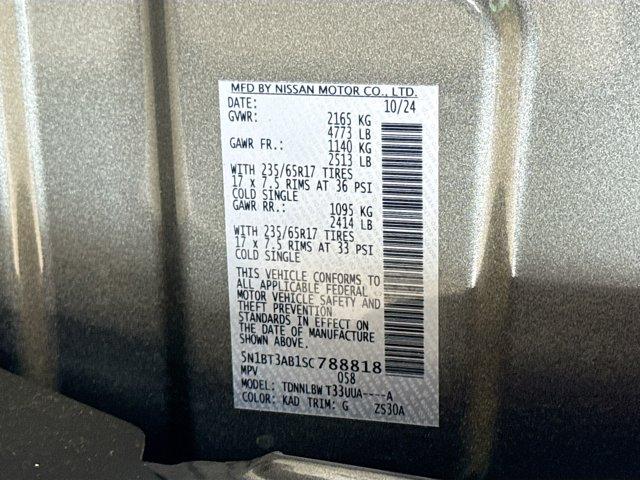 MFD BY NISSAN MOTOR CO., LTD.
DATE: 10/24
GVWR: 2165 KG
4773 LB
GAWR FR.: 1140 KG
2513 LB
WITH 235/65R17 TIRES
17 x 7.5 RIMS AT 36 PSI
COLD SINGLE
GAWR RR.: 1095 KG
2414 LB
WITH 235/65R17 TIRES
17 x 7.5 RIMS AT 33 PSI
COLD SINGLE
THIS VEHICLE CONFORMS TO
ALL APPLICABLE FEDERAL
MOTOR VEHICLE SAFETY AND
THEFT PREVENTION
STANDARDS IN EFFECT ON
THE DATE OF MANUFACTURE
SHOWN ABOVE.
5N1BT3AB1SC788818
MPV 058
MODEL: TDNNLBW T33UUA----A
COLOR: KAD TRIM: G ZS30A